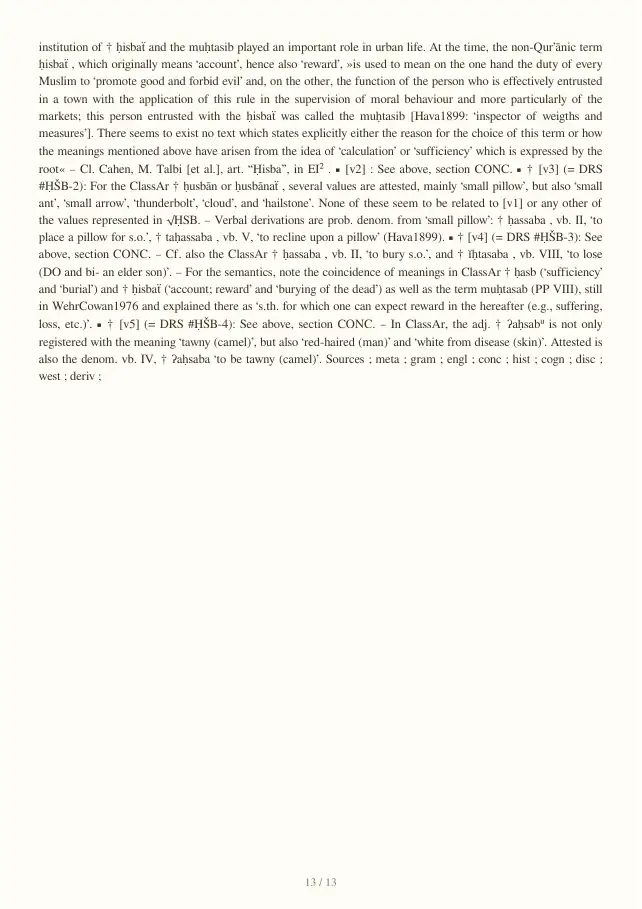 institution of † ḥisbaẗ and the muḥtasib played an important role in urban life. At the time, the non-Qurʾānic term
ḥisbaẗ , which originally means ‘account’, hence also ‘reward’, »is used to mean on the one hand the duty of every
Muslim to ‘promote good and forbid evil’ and, on the other, the function of the person who is effectively entrusted
in a town with the application of this rule in the supervision of moral behaviour and more particularly of the
markets; this person entrusted with the ḥisbaẗ was called the muḥtasib [Hava1899: ‘inspector of weigths and
measures’]. There seems to exist no text which states explicitly either the reason for the choice of this term or how
the meanings mentioned above have arisen from the idea of ‘calculation’ or ‘sufficiency’ which is expressed by the
root« – Cl. Cahen, M. Talbi [et al.], art. “Ḥisba”, in EI² . ▪ [v2] : See above, section CONC. ▪ † [v3] (= DRS
#ḤŠB-2): For the ClassAr † ḥusbān or ḥusbānaẗ , several values are attested, mainly ‘small pillow’, but also ‘small
ant’, ‘small arrow’, ‘thunderbolt’, ‘cloud’, and ‘hailstone’. None of these seem to be related to [v1] or any other of
the values represented in √ḤSB. – Verbal derivations are prob. denom. from ‘small pillow’: † ḥassaba , vb. II, ‘to
place a pillow for s.o.’, † taḥassaba , vb. V, ‘to recline upon a pillow’ (Hava1899). ▪ † [v4] (= DRS #ḤŠB-3): See
above, section CONC. – Cf. also the ClassAr † ḥassaba , vb. II, ‘to bury s.o.’, and † ĭḥtasaba , vb. VIII, ‘to lose
(DO and bi- an elder son)’. – For the semantics, note the coincidence of meanings in ClassAr † ḥasb (‘sufficiency’
and ‘burial’) and † ḥisbaẗ (‘account; reward’ and ‘burying of the dead’) as well as the term muḥtasab (PP VIII), still
in WehrCowan1976 and explained there as ‘s.th. for which one can expect reward in the hereafter (e.g., suffering,
loss, etc.)’. ▪ † [v5] (= DRS #ḤŠB-4): See above, section CONC. – In ClassAr, the adj. † ʔaḥsabᵘ is not only
registered with the meaning ‘tawny (camel)’, but also ‘red-haired (man)’ and ‘white from disease (skin)’. Attested is
also the denom. vb. IV, † ʔaḥsaba ‘to be tawny (camel)’. Sources ; meta ; gram ; engl ; conc ; hist ; cogn ; disc ;
west ; deriv ;
13 / 13